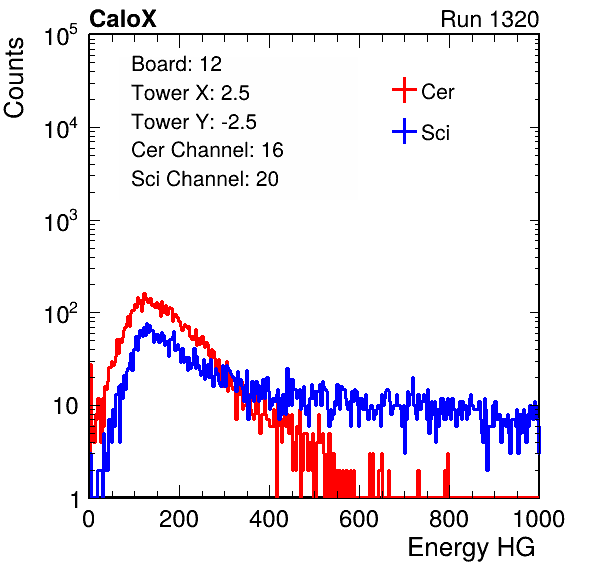 CaloX Run 1320
Counts
Board: 12
Tower X: 2.5
Tower Y: -2.5
Cer Channel: 16
Sci Channel: 20
Cer
Sci
10^5
10^4
10^3
10^2
10
1
0 200 400 600 800 1000
Energy HG